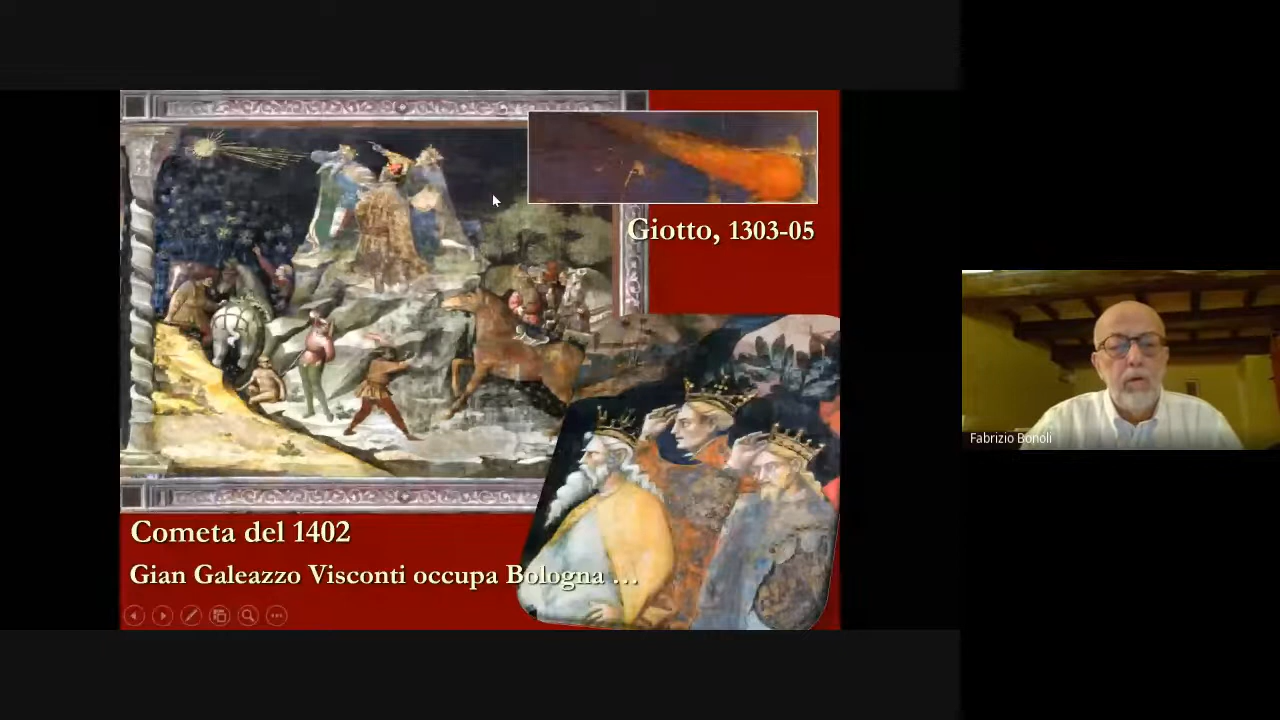 Giotto, 1303-05
Cometa del 1402
Gian Galeazzo Visconti occupa Bologna ...
Fabrizio Bonoli